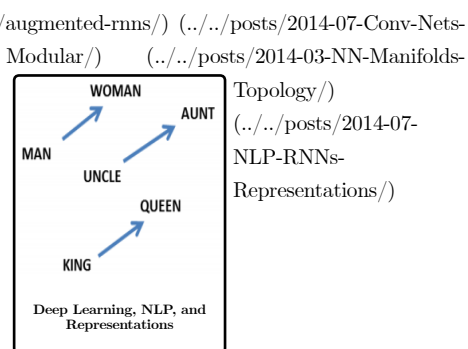 /augmented-rnns/) (../../posts/2014-07-Conv-Nets-
Modular/) (../../posts/2014-03-NN-Manifolds-
Topology/)
(../../posts/2014-07-
NLP-RNNs-
Representations/)
WOMAN
AUNT
MAN
UNCLE
QUEEN
KING
Deep Learning, NLP, and
Representations